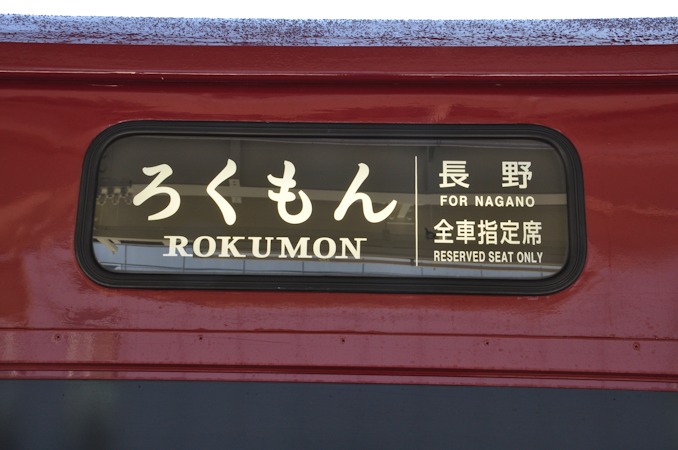 ろくもん
ROKUMON
長野
FOR NAGANO
全車指定席
RESERVED SEAT ONLY